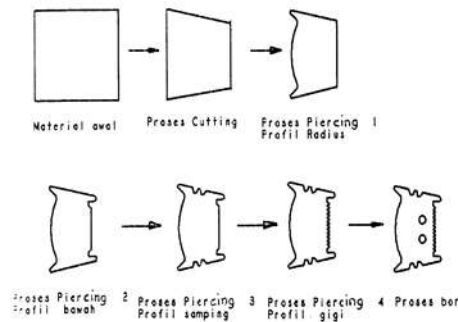 Material awal
Proses Cutting
Proses Piercing 1
Profil Radius
Proses Piercing 2
Profil bawah
Proses Piercing 3
Profil samping
Proses Piercing 4
Profil gigi
Proses bor